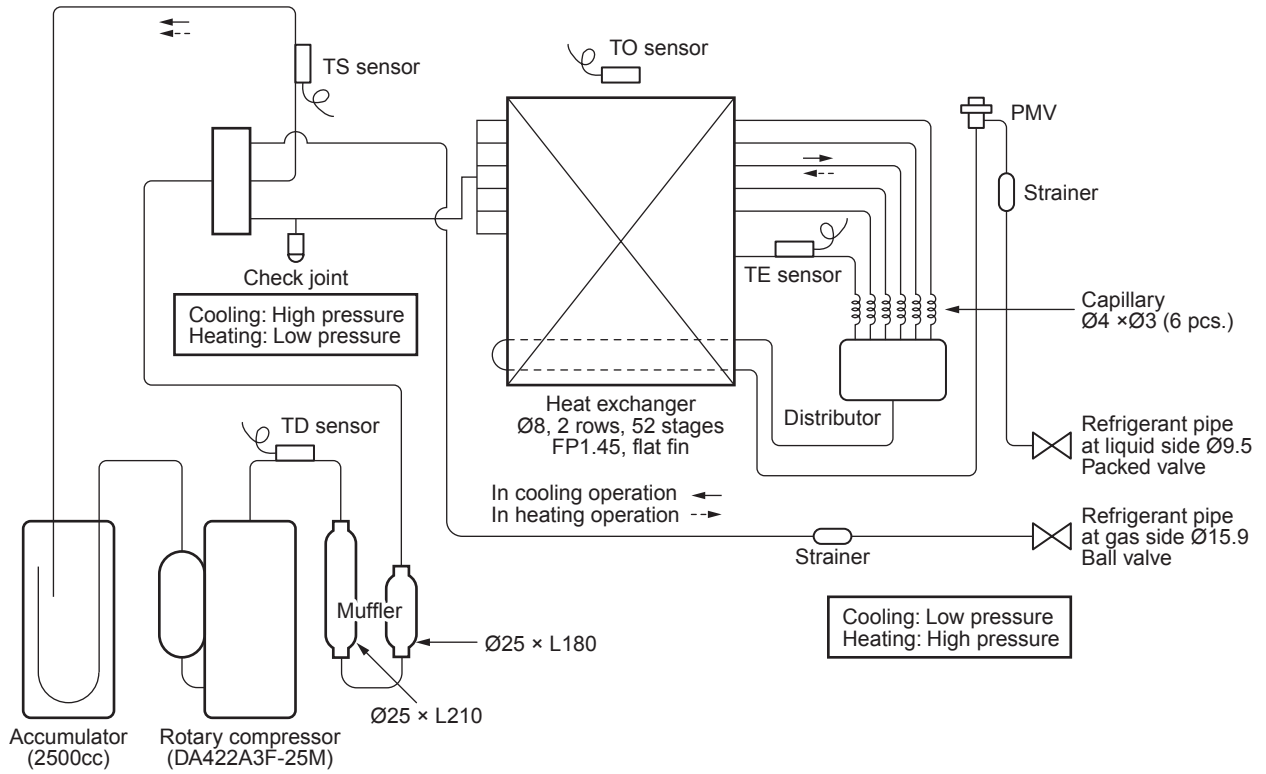 TS sensor
TO sensor
PMV
Strainer
TE sensor
Check joint
Cooling: High pressure
Heating: Low pressure
Capillary
Ø4 ×Ø3 (6 pcs.)
Heat exchanger
Ø8, 2 rows, 52 stages
FP1.45, flat fin
Distributor
TD sensor
Refrigerant pipe
at liquid side Ø9.5
Packed valve
In cooling operation
In heating operation
Refrigerant pipe
at gas side Ø15.9
Ball valve
Strainer
Muffler
Cooling: Low pressure
Heating: High pressure
Ø25 × L180
Ø25 × L210
Accumulator
(2500cc)
Rotary compressor
(DA422A3F-25M)